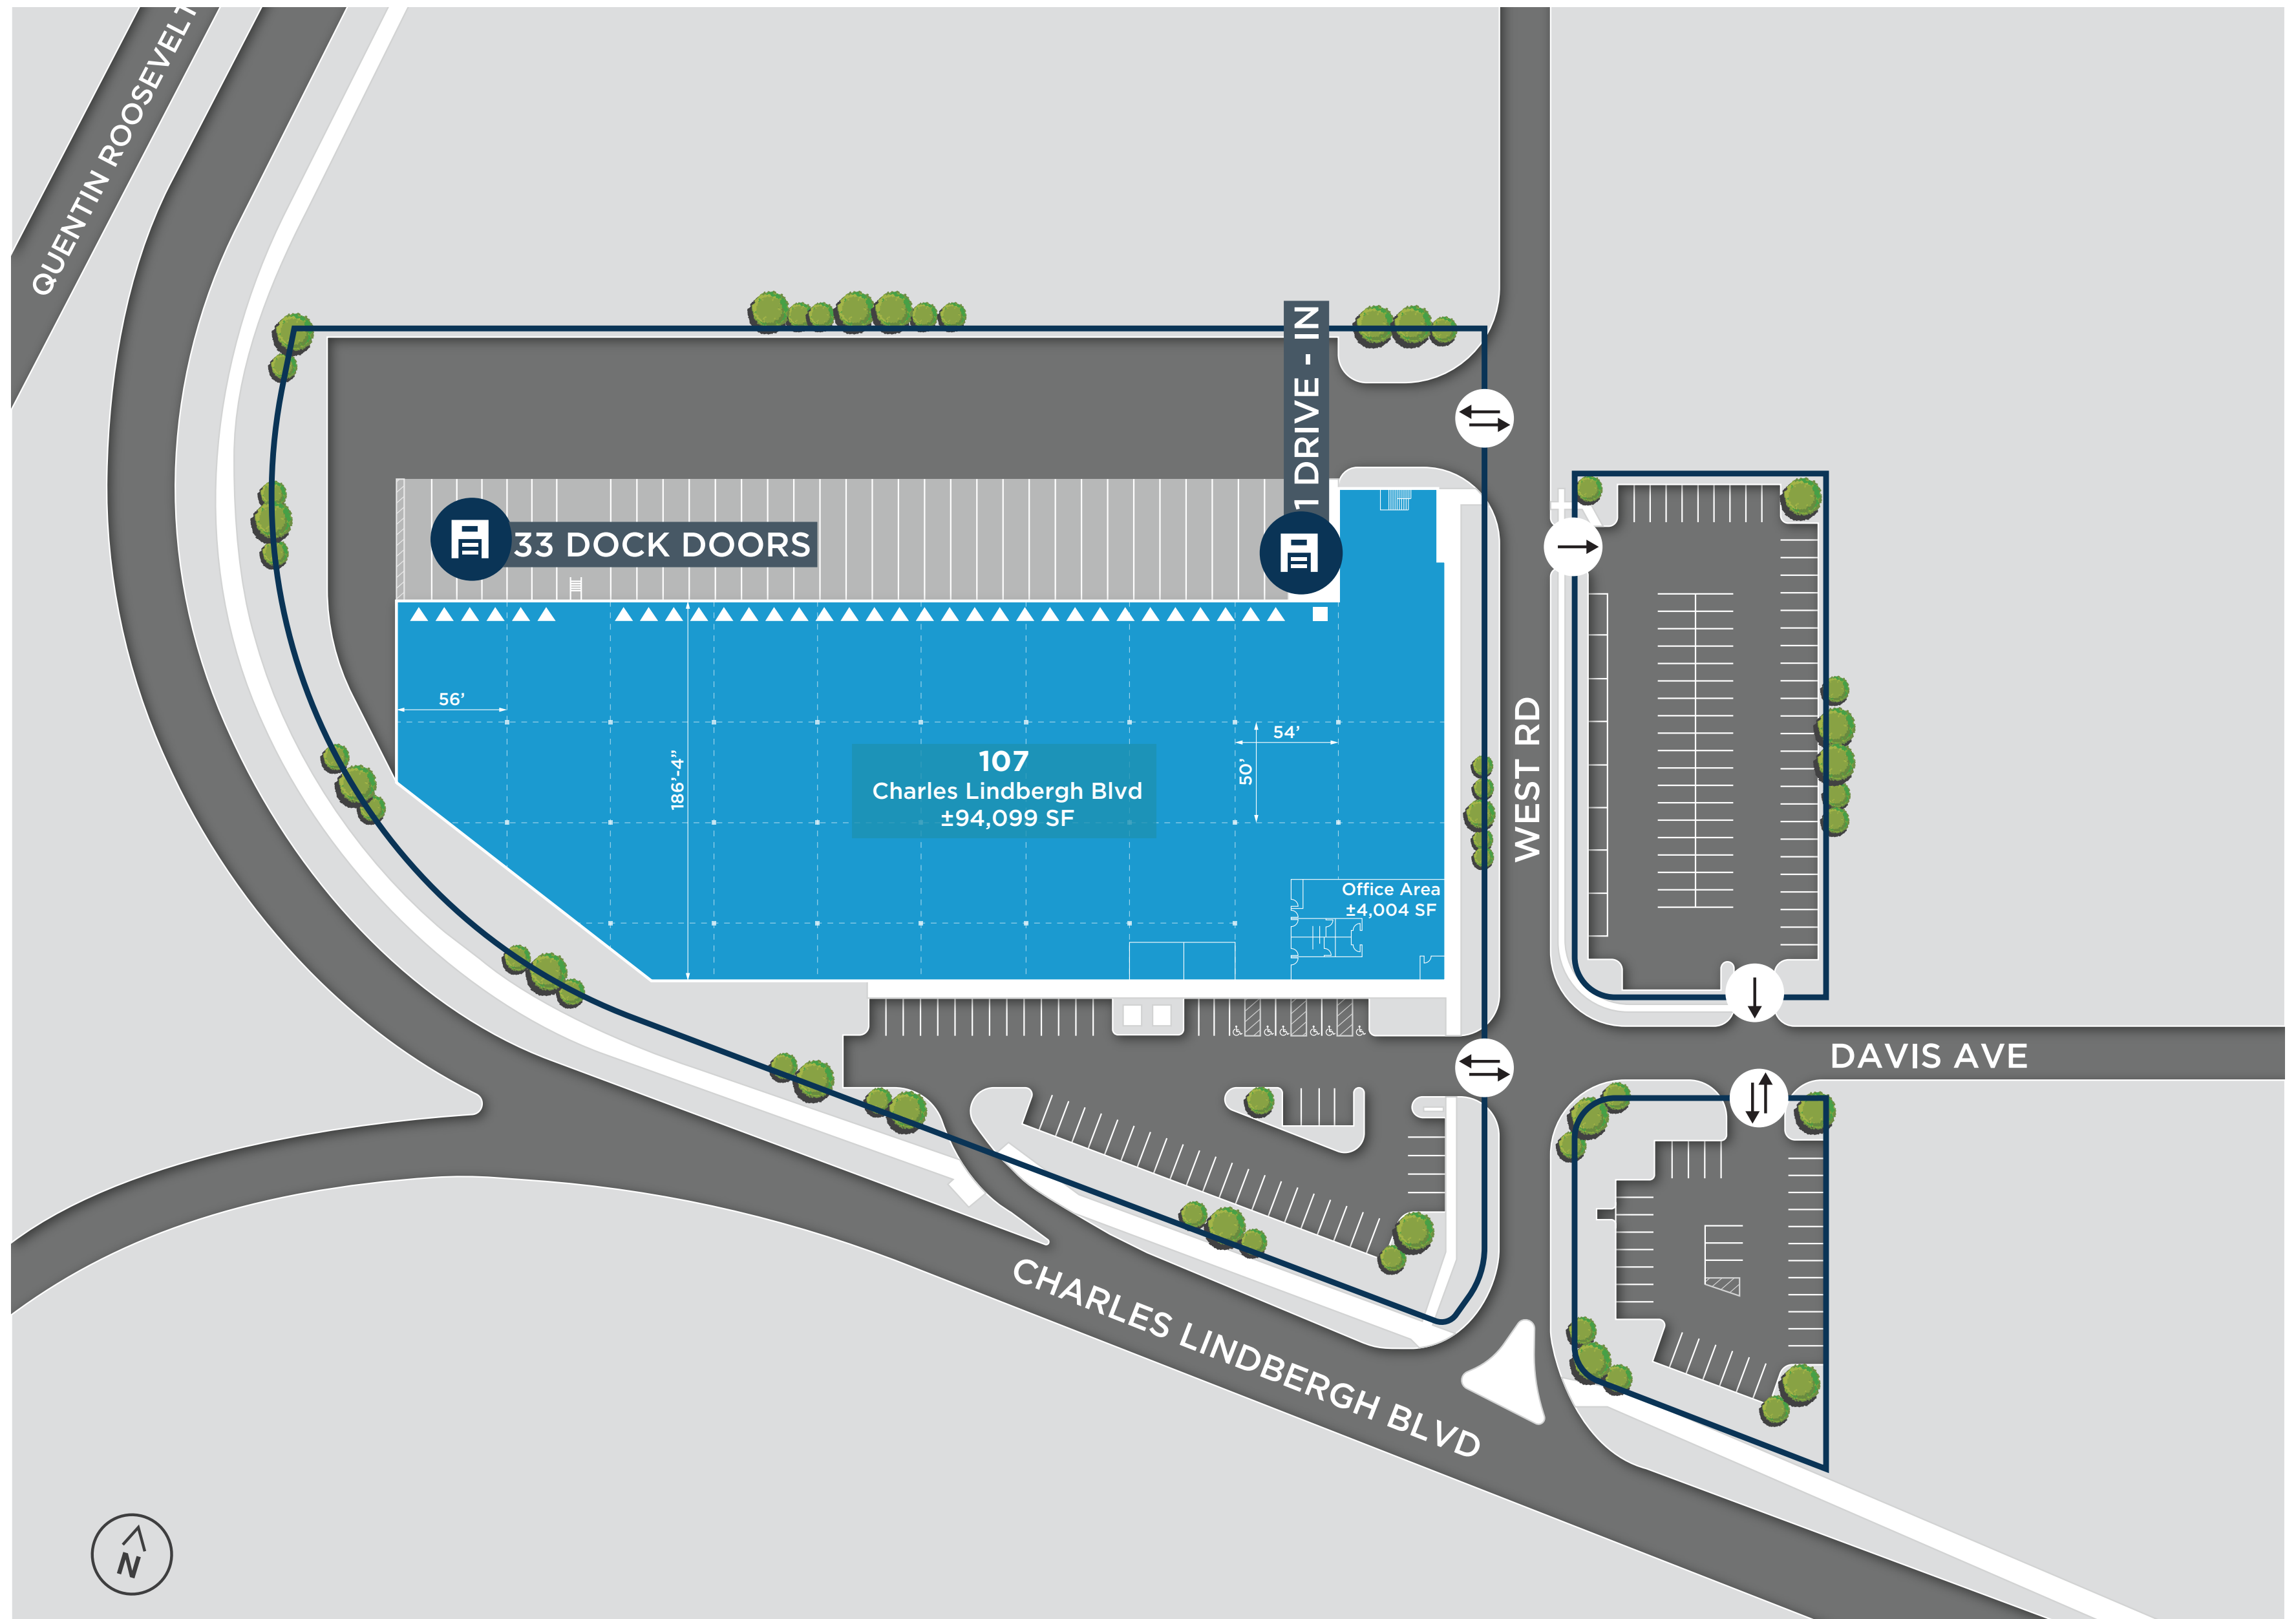 QUENTIN ROOSEVELT
1 DRIVE - IN
33 DOCK DOORS
56'
54'
186'-4"
50'
107
Charles Lindbergh Blvd
±94,099 SF
WEST RD
Office Area
±4,004 SF
DAVIS AVE
CHARLES LINDBERGH BLVD
N